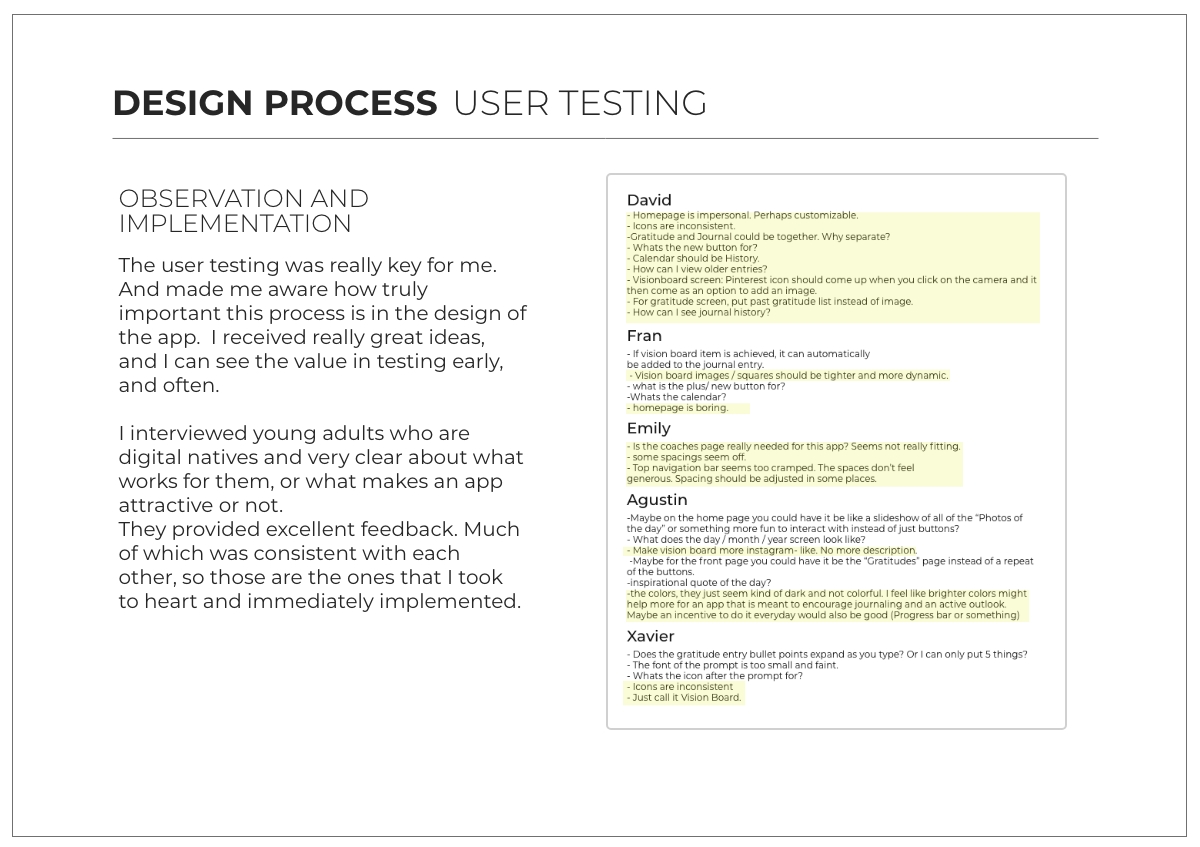 DESIGN PROCESS USER TESTING
OBSERVATION AND
IMPLEMENTATION
The user testing was really key for me.
And made me aware how truly
important this process is in the design of
the app.  I received really great ideas,
and I can see the value in testing early,
and often.
I interviewed young adults who are
digital natives and very clear about what
works for them, or what makes an app
attractive or not.
They provided excellent feedback. Much
of which was consistent with each
other, so those are the ones that I took
to heart and immediately implemented.
David
- Homepage is impersonal. Perhaps customizable.
- Icons are inconsistent.
-Gratitude and Journal could be together. Why separate?
- Whats the new button for?
- Calendar should be History.
- How can I view older entries?
- Visionboard screen: Pinterest icon should come up when you click on the camera and it
then come as an option to add an image.
- For gratitude screen, put past gratitude list instead of image.
- How can I see journal history?
Fran
- If vision board item is achieved, it can automatically
be added to the journal entry.
- Vision board images / squares should be tighter and more dynamic.
- what is the plus/ new button for?
-Whats the calendar?
- homepage is boring.
Emily
- Is the coaches page really needed for this app? Seems not really fitting.
- some spacings seem off.
- Top navigation bar seems too cramped. The spaces don't feel
generous. Spacing should be adjusted in some places.
Agustin
-Maybe on the home page you could have it be like a slideshow of all of the "Photos of
the day" or something more fun to interact with instead of just buttons?
- What does the day / month / year screen look like?
- Make vision board more instagram- like. No more description.
-Maybe for the front page you could have it be the "Gratitudes" page instead of a repeat
of the buttons.
-inspirational quote of the day?
-the colors, they just seem kind of dark and not colorful. I feel like brighter colors might
help more for an app that is meant to encourage journaling and an active outlook.
Maybe an incentive to do it everyday would also be good (Progress bar or something)
Xavier
- Does the gratitude entry bullet points expand as you type? Or I can only put 5 things?
- The font of the prompt is too small and faint.
- Whats the icon after the prompt for?
- Icons are inconsistent
- Just call it Vision Board.